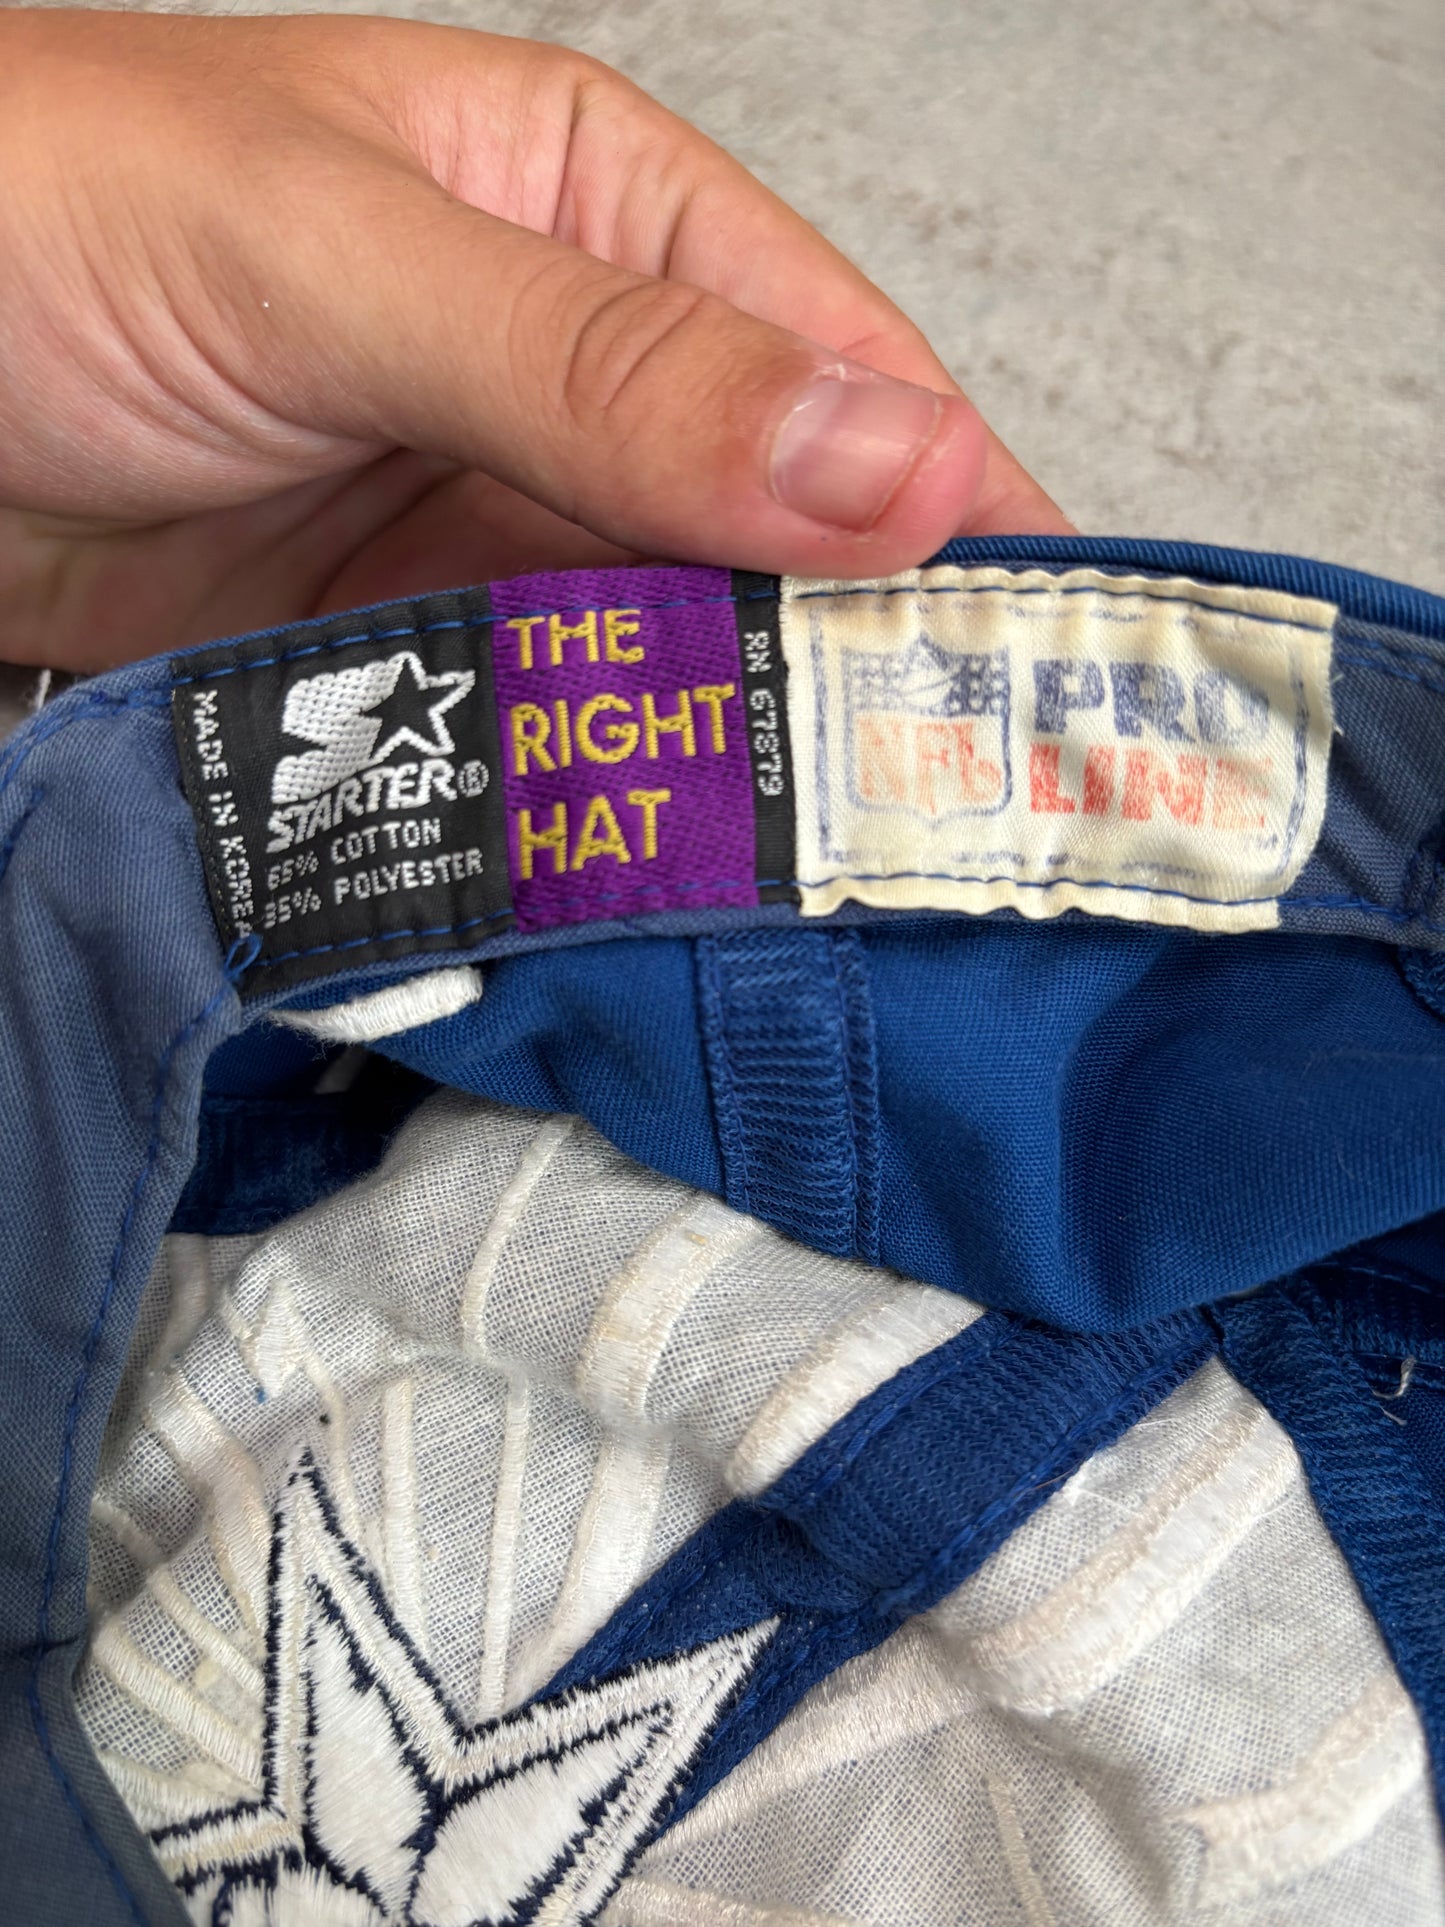 MADE IN KOREA
STARTER®
65% COTTON
35% POLYESTER
THE
RIGHT
HAT
RN 67879
NFL
PRO
LINE